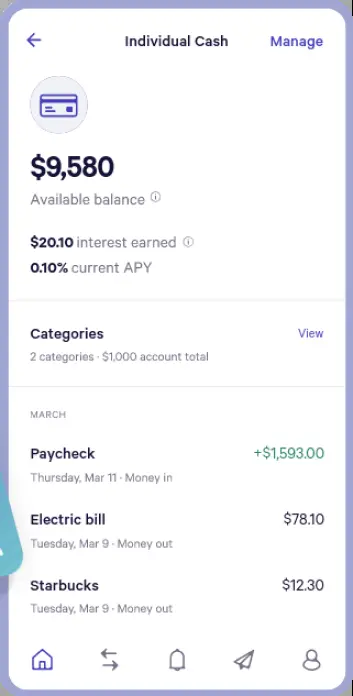 Individual Cash
Manage
$9,580
Available balance
$20.10 interest earned
0.10% current APY
Categories
View
2 categories · $1,000 account total
MARCH
Paycheck
+$1,593.00
Thursday, Mar 11 · Money in
Electric bill
$78.10
Tuesday, Mar 9 · Money out
Starbucks
$12.30
Tuesday, Mar 9 · Money out